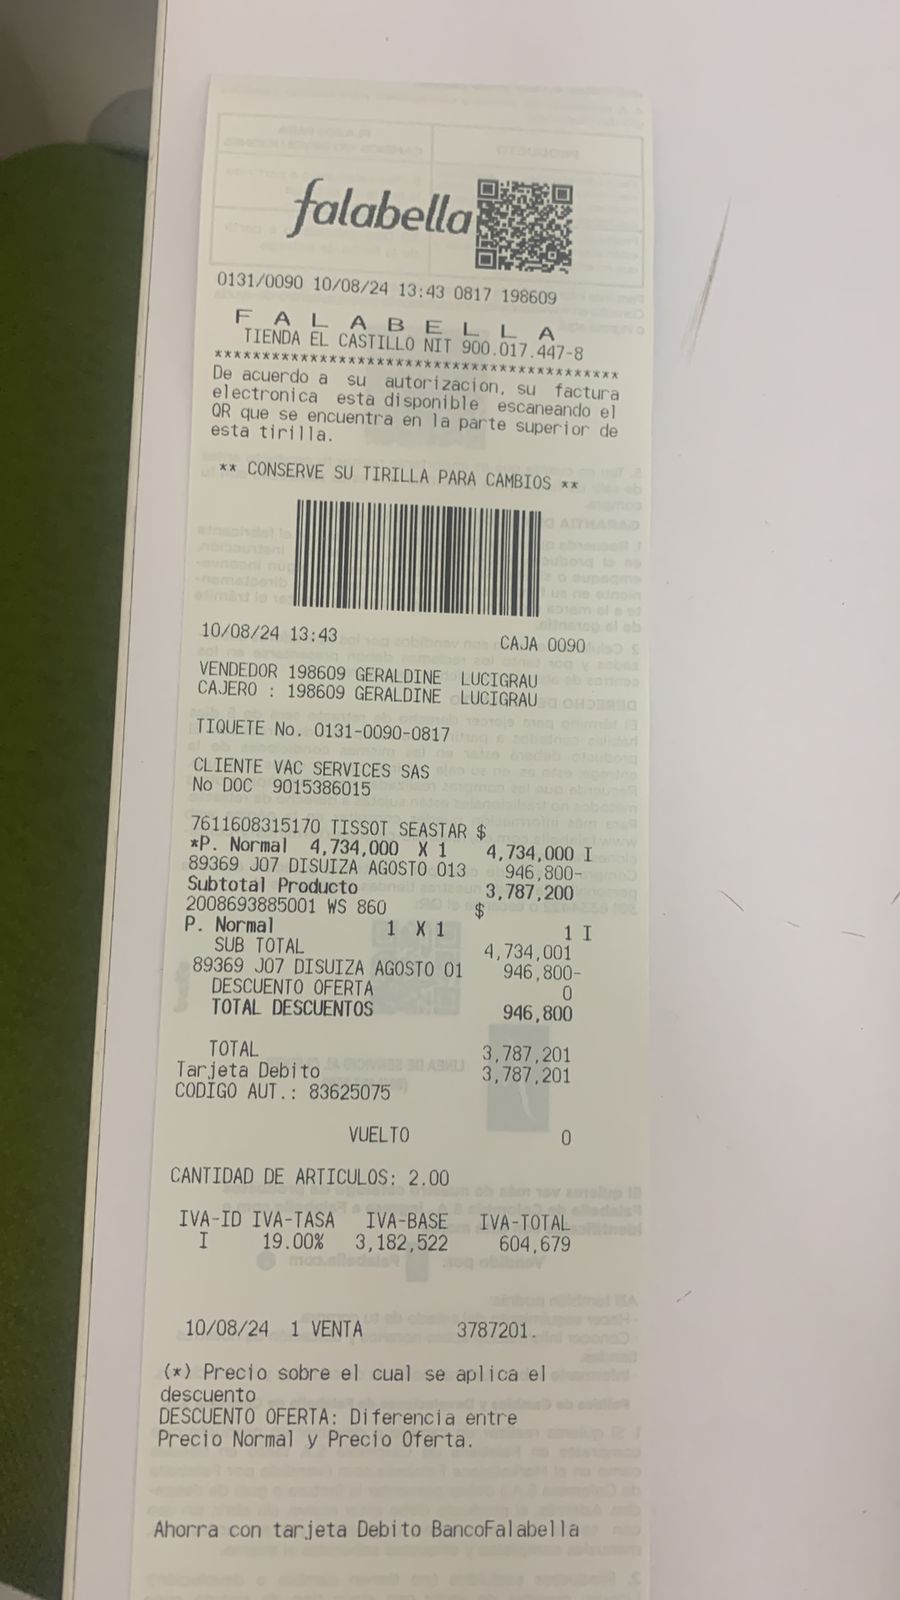 falabella
0131/0090 10/08/24 13:43 0817 198609
F A L A B E L L A
TIENDA EL CASTILLO NIT 900.017.447-8
******************************************
De acuerdo a su autorizacion, su factura
electronica esta disponible escaneando el
QR que se encuentra en la parte superior de
esta tirilla.
** CONSERVE SU TIRILLA PARA CAMBIOS **
10/08/24 13:43 CAJA 0090
VENDEDOR 198609 GERALDINE LUCIGRAU
CAJERO : 198609 GERALDINE LUCIGRAU
TIQUETE No. 0131-0090-0817
CLIENTE VAC SERVICES SAS
No DOC 9015386015
7611608315170 TISSOT SEASTAR $
*P. Normal 4,734,000 X 1 4,734,000 I
89369 J07 DISUIZA AGOSTO 013 946,800-
Subtotal Producto 3,787,200
2008693885001 WS 860 $
P. Normal 1 X 1 1 I
SUB TOTAL 4,734,001
89369 J07 DISUIZA AGOSTO 01 946,800-
DESCUENTO OFERTA 0
TOTAL DESCUENTOS 946,800
TOTAL 3,787,201
Tarjeta Debito 3,787,201
CODIGO AUT.: 83625075
VUELTO 0
CANTIDAD DE ARTICULOS: 2.00
IVA-ID IVA-TASA IVA-BASE IVA-TOTAL
I 19.00% 3,182,522 604,679
10/08/24 1 VENTA 3787201.
(*) Precio sobre el cual se aplica el
descuento
DESCUENTO OFERTA: Diferencia entre
Precio Normal y Precio Oferta.
Ahorra con tarjeta Debito BancoFalabella